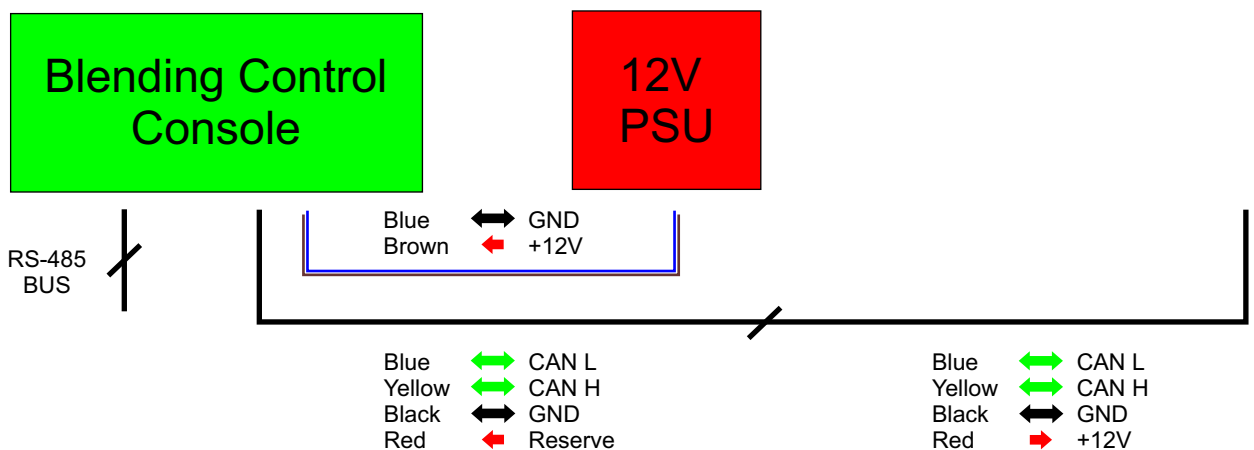 Blending Control
Console
12V
PSU
RS-485
BUS
Blue GND
Brown +12V
Blue CAN L
Yellow CAN H
Black GND
Red Reserve
Blue CAN L
Yellow CAN H
Black GND
Red +12V